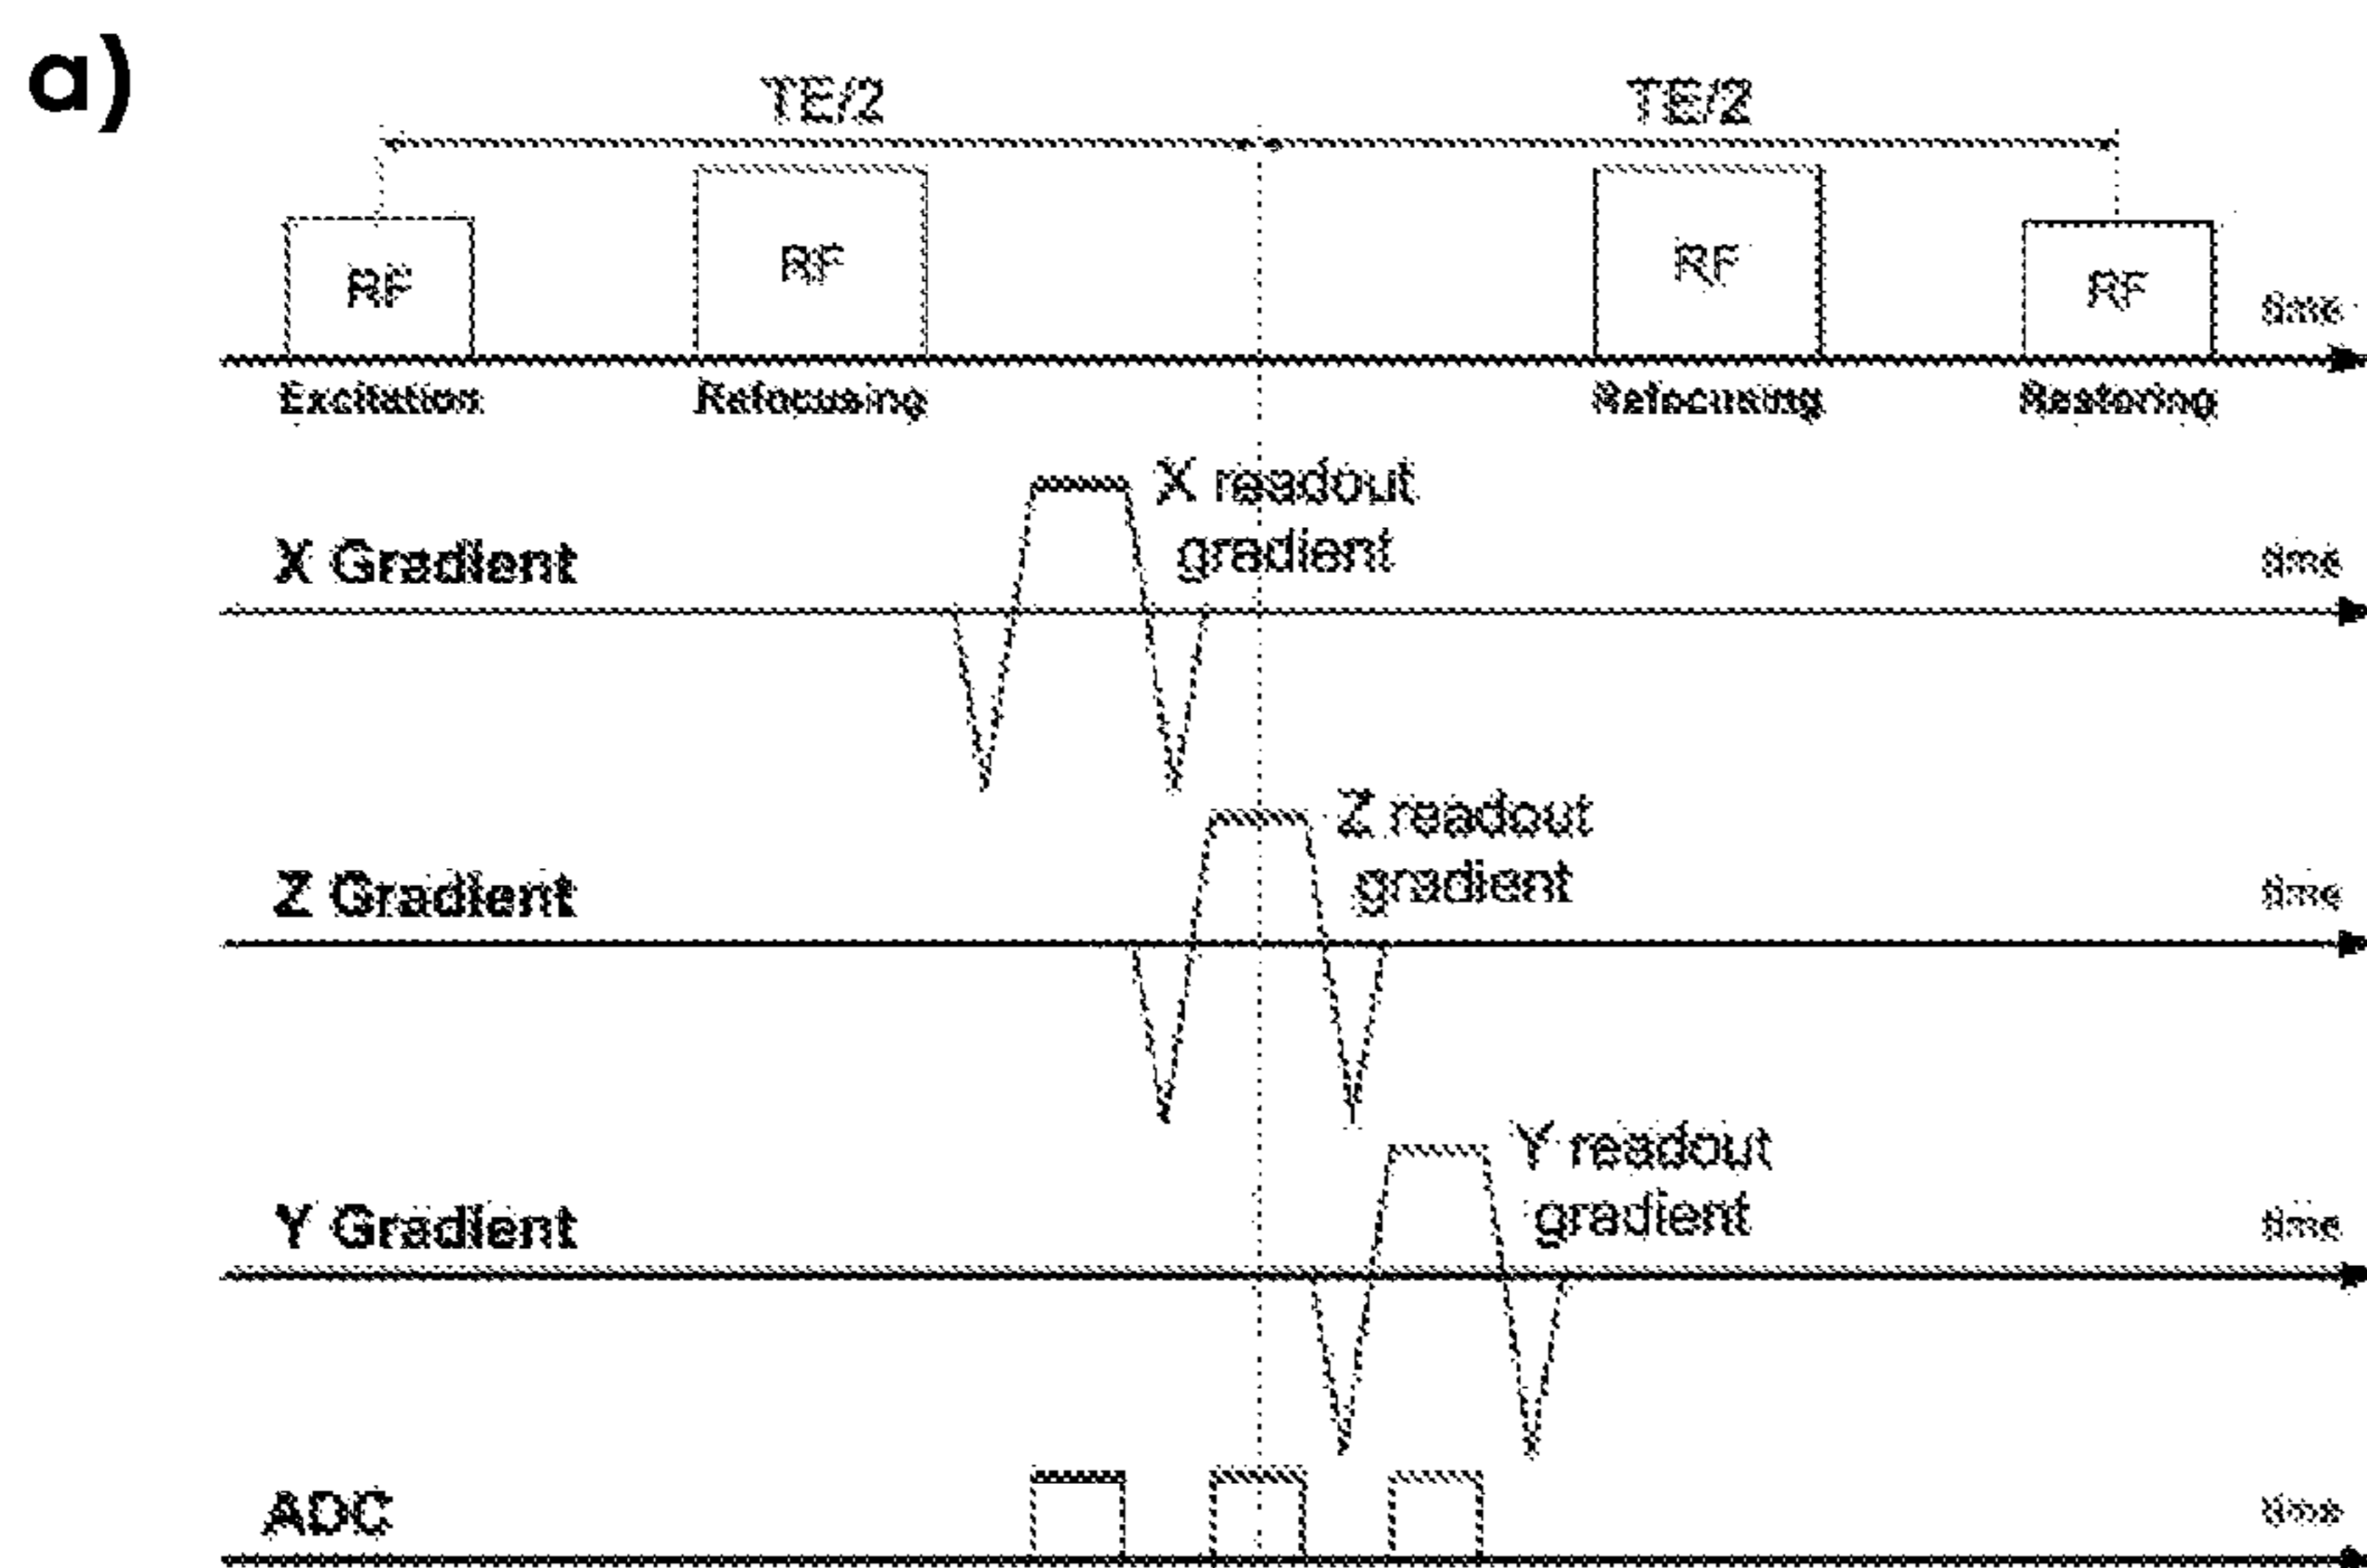 a)
TE/2 TE/2
RF RF RF RF
time
Excitation Refocusing Refocusing Restoring
X readout
gradient
X Gradient
time
Z readout
gradient
Z Gradient
time
Y readout
gradient
Y Gradient
time
ADC
time